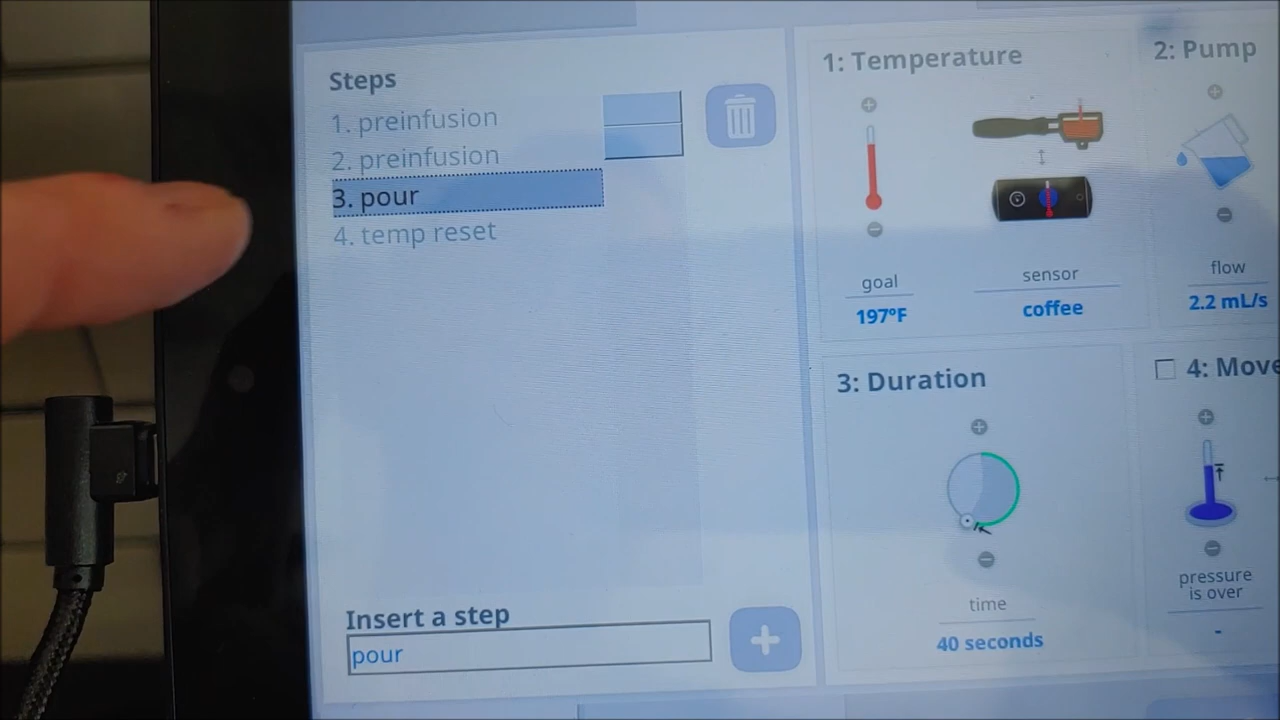 Steps
1. preinfusion
2. preinfusion
3. pour
4. temp reset
Insert a step
pour
1: Temperature
goal
197°F
sensor
coffee
2: Pump
flow
2.2 mL/s
3: Duration
time
40 seconds
4: Move
pressure
is over
-